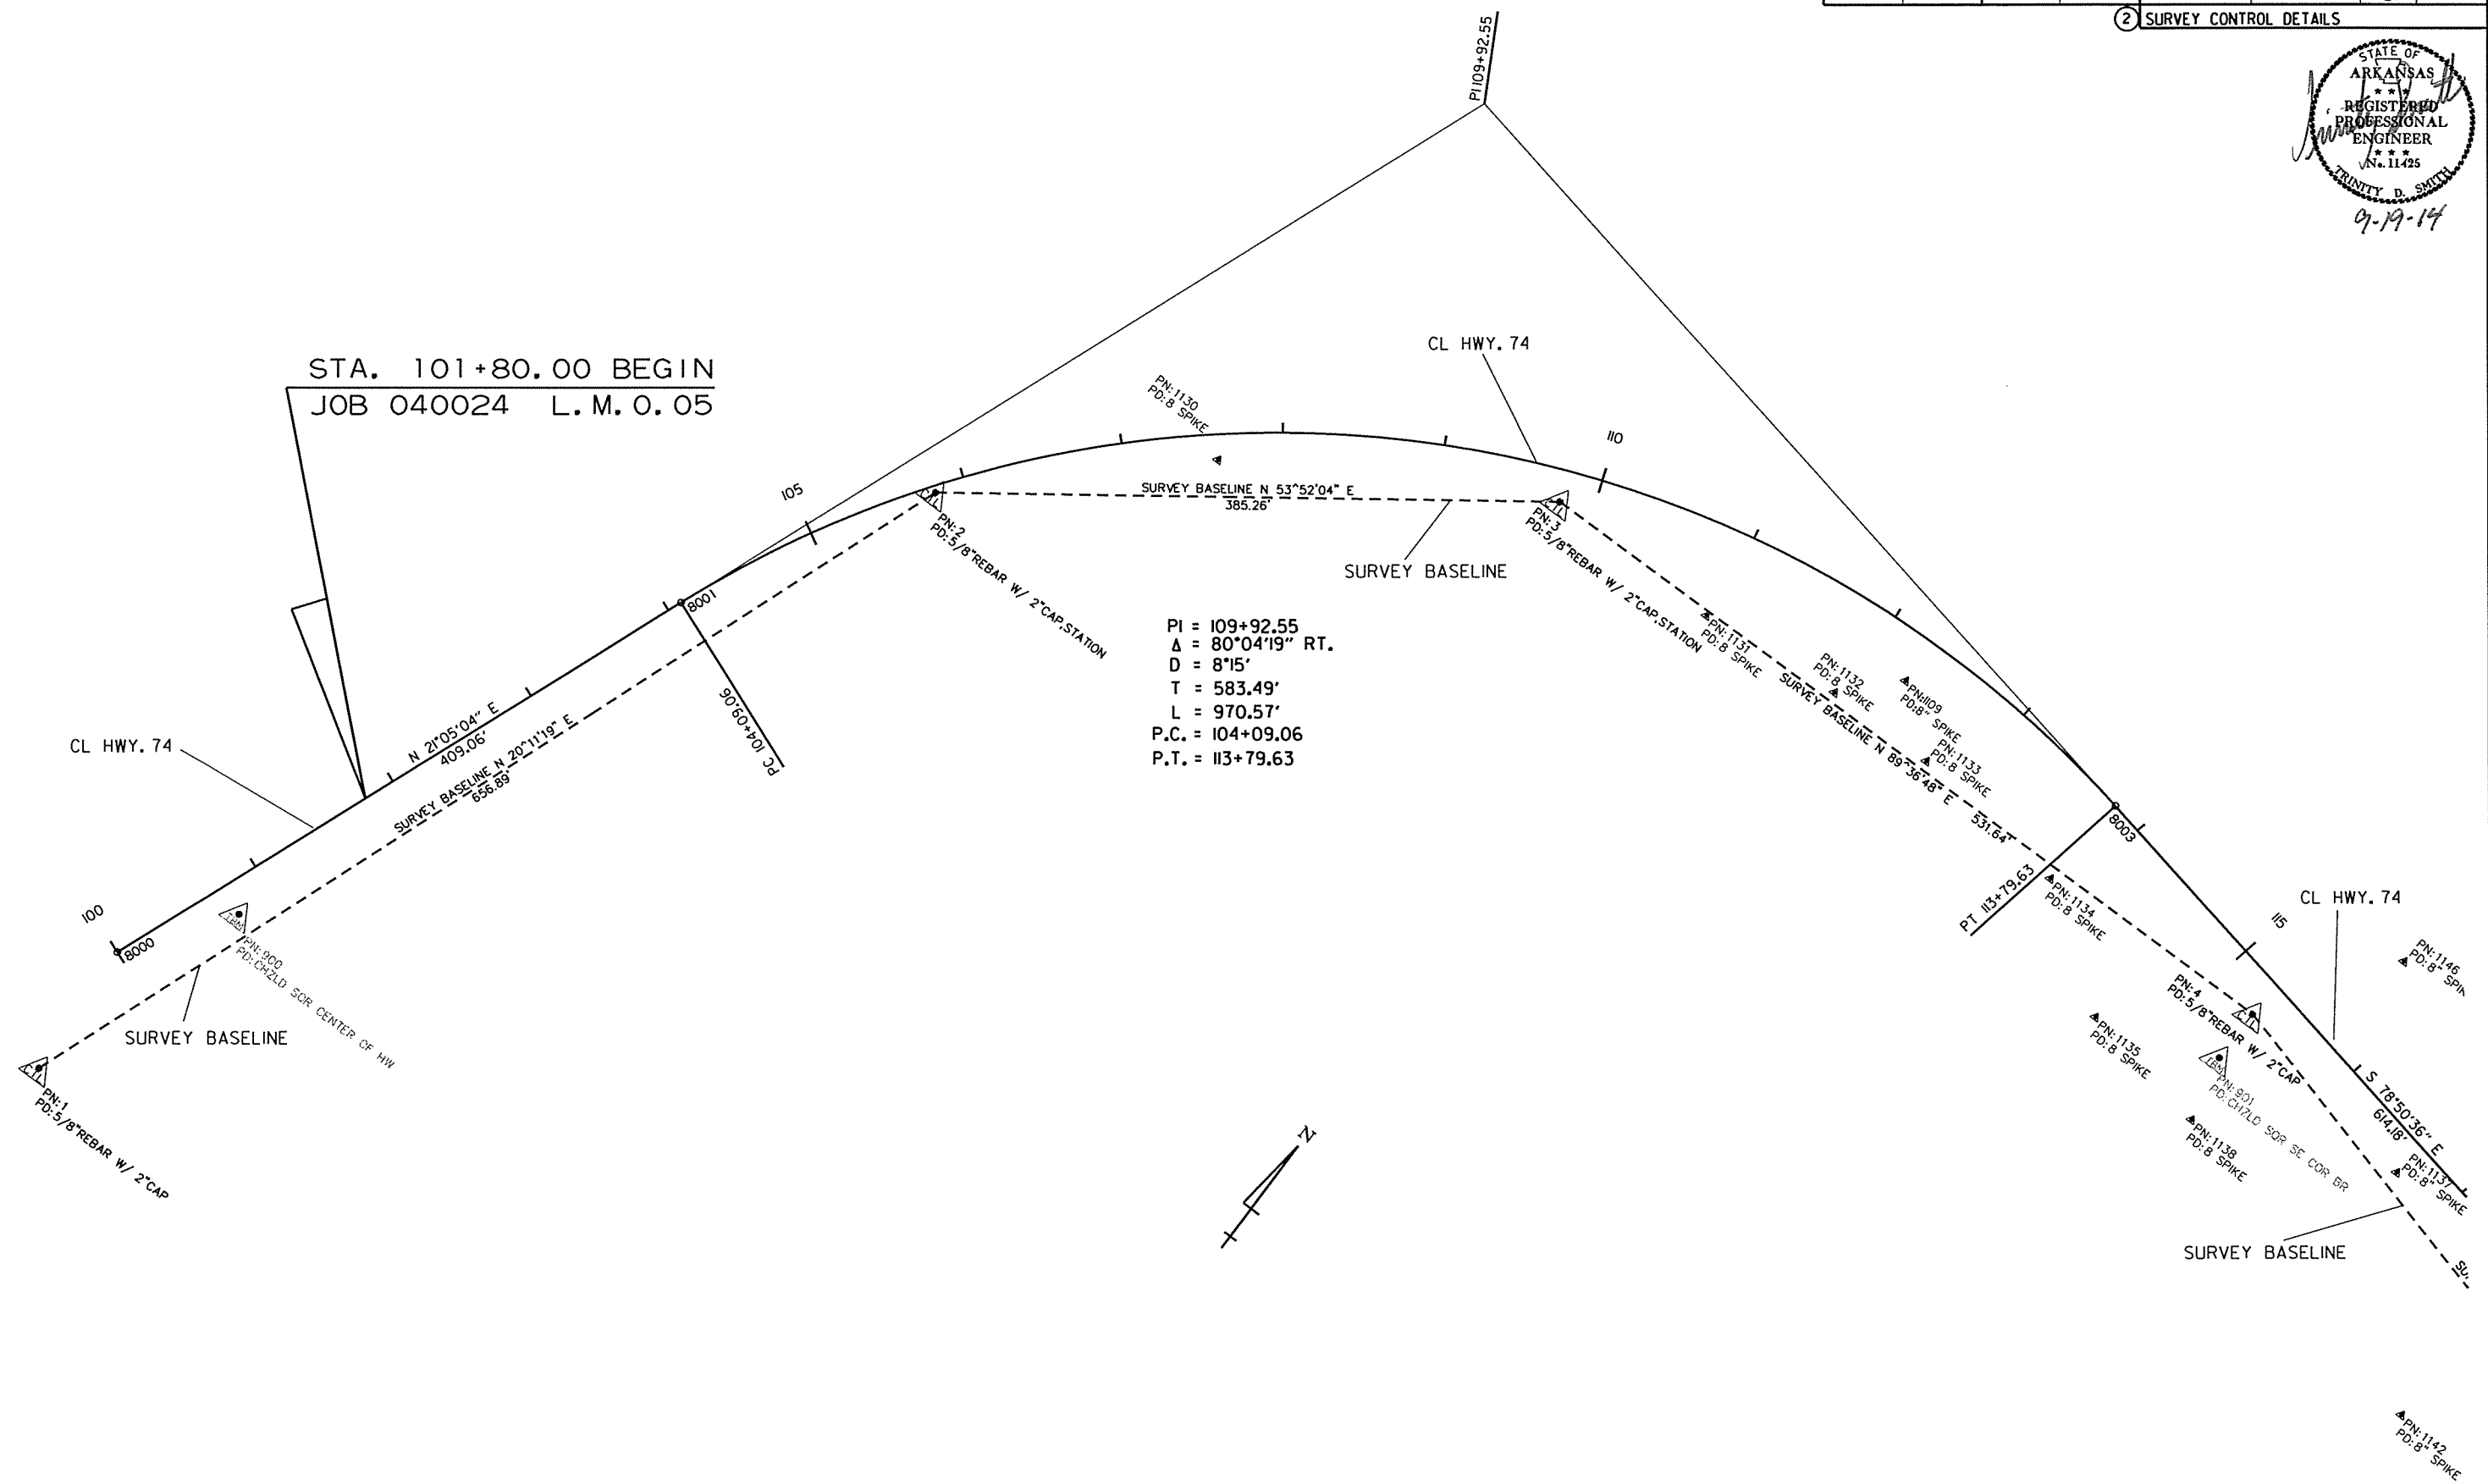 2 SURVEY CONTROL DETAILS
STATE OF
ARKANSAS
★ ★ ★
REGISTERED
PROFESSIONAL
ENGINEER
★ ★ ★
No. 11425
TRINITY D. SMITH
9-19-14
PI 109+92.55
STA. 101+80.00 BEGIN
JOB 040024 L.M. 0.05
CL HWY. 74
PN:1130
PD:8 SPIKE
110
105
SURVEY BASELINE N 53^52'04" E
385.26'
PN:2
PD:5/8"REBAR W/ 2"CAP,STATION
PN:3
PD:5/8"REBAR W/ 2"CAP,STATION
SURVEY BASELINE
8001
PC 104+09.06
PI = 109+92.55
Δ = 80°04'19" RT.
D = 8°15'
T = 583.49'
L = 970.57'
P.C. = 104+09.06
P.T. = 113+79.63
PN:1131
PD:8 SPIKE
PN:1132
PD:8 SPIKE
PN:1109
PD:8" SPIKE
PN:1133
PD:8 SPIKE
SURVEY BASELINE N 89^36'48" E
531.64'
CL HWY. 74
N 21°05'04" E
409.06'
SURVEY BASELINE N 20^11'19" E
656.89'
8003
PT 113+79.63
PN:1134
PD:8 SPIKE
100
8000
PN:900
PD:CHZLD SQR CENTER OF HW
SURVEY BASELINE
CTL
PN:1
PD:5/8"REBAR W/ 2"CAP
CL HWY. 74
115
PN:1146
PD:8" SPIK
PN:4
PD:5/8"REBAR W/ 2"CAP
PN:1135
PD:8 SPIKE
TBM
PN:901
PD:CHZLD SQR SE COR BR
S 78°50'36" E
614.18'
PN:1138
PD:8 SPIKE
PN:1137
PD:8" SPIKE
N
SURVEY BASELINE
SU
PN:1142
PD:8" SPIKE